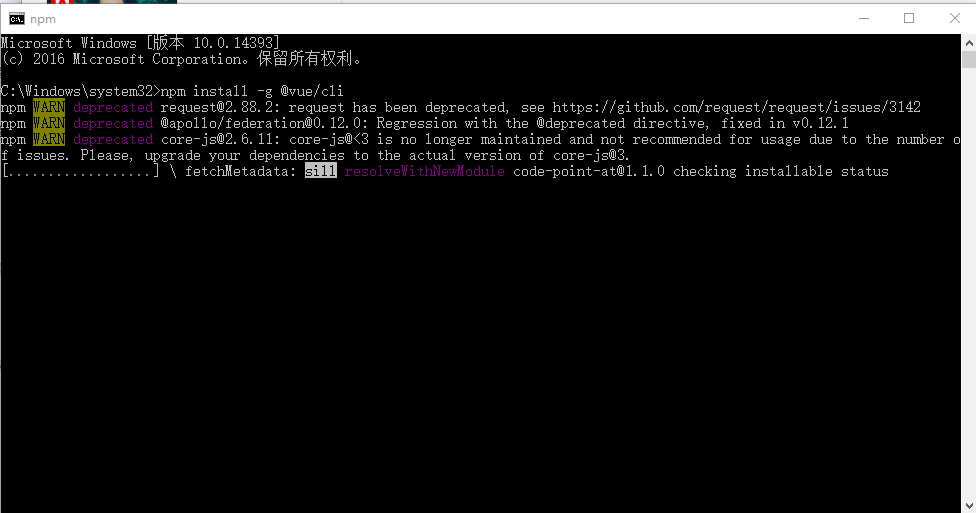 npm
Microsoft Windows [版本 10.0.14393]
(c) 2016 Microsoft Corporation。保留所有权利。
C:\Windows\system32>npm install -g @vue/cli
npm WARN deprecated request@2.88.2: request has been deprecated, see https://github.com/request/request/issues/3142
npm WARN deprecated @apollo/federation@0.12.0: Regression with the @deprecated directive, fixed in v0.12.1
npm WARN deprecated core-js@2.6.11: core-js@<3 is no longer maintained and not recommended for usage due to the number o
f issues. Please, upgrade your dependencies to the actual version of core-js@3.
[..................] \ fetchMetadata: sill resolveWithNewModule code-point-at@1.1.0 checking installable status